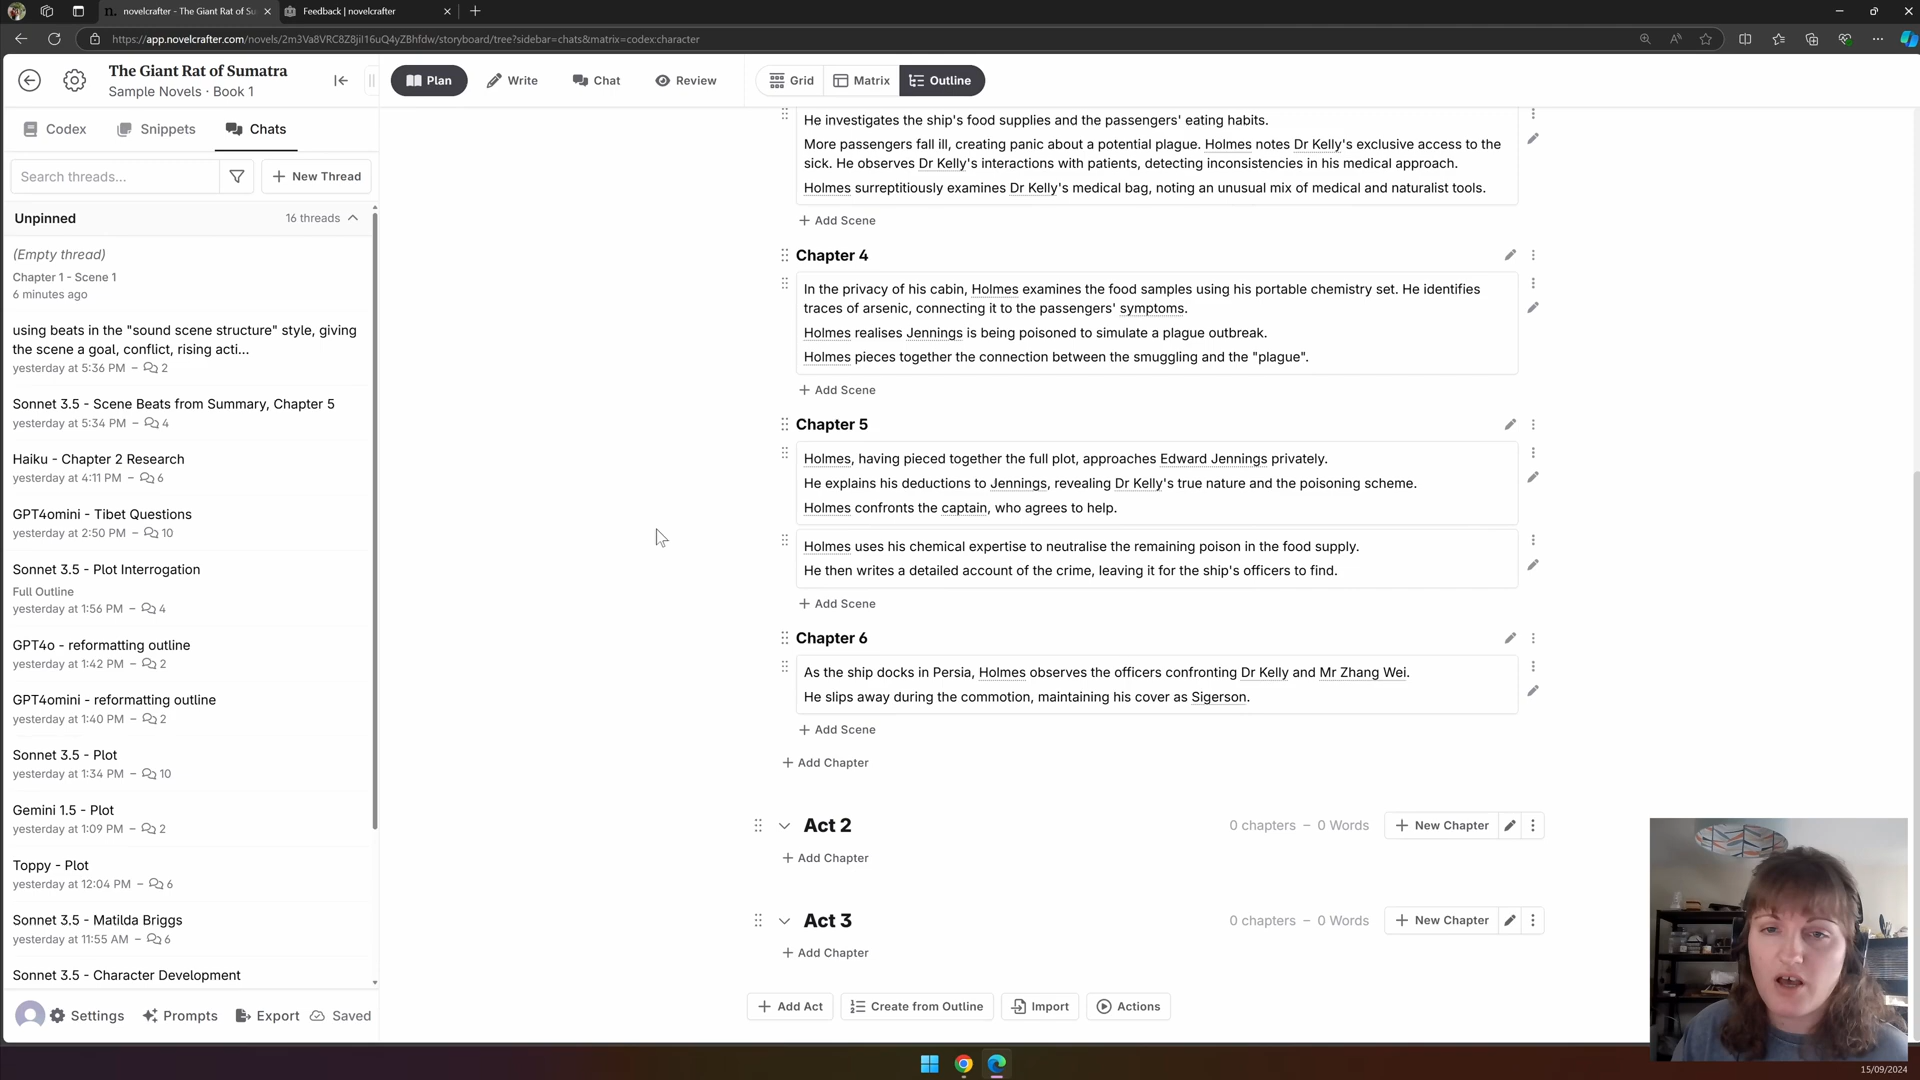 novelcrafter - The Giant Rat of Su
Feedback | novelcrafter
https://app.novelcrafter.com/novels/2m3Va8VRC8Z8jiI16uQ4yZBhfdw/storyboard/tree?sidebar=chats&matrix=codex:character
The Giant Rat of Sumatra
Sample Novels · Book 1
Plan
Write
Chat
Review
Grid
Matrix
Outline
Codex
Snippets
Chats
Search threads...
New Thread
Unpinned
16 threads
(Empty thread)
Chapter 1 - Scene 1
6 minutes ago
using beats in the "sound scene structure" style, giving
the scene a goal, conflict, rising acti...
yesterday at 5:36 PM – 2
Sonnet 3.5 - Scene Beats from Summary, Chapter 5
yesterday at 5:34 PM – 4
Haiku - Chapter 2 Research
yesterday at 4:11 PM – 6
GPT4omini - Tibet Questions
yesterday at 2:50 PM – 10
Sonnet 3.5 - Plot Interrogation
Full Outline
yesterday at 1:56 PM – 4
GPT4o - reformatting outline
yesterday at 1:42 PM – 2
GPT4omini - reformatting outline
yesterday at 1:40 PM – 2
Sonnet 3.5 - Plot
yesterday at 1:34 PM – 10
Gemini 1.5 - Plot
yesterday at 1:09 PM – 2
Toppy - Plot
yesterday at 12:04 PM – 6
Sonnet 3.5 - Matilda Briggs
yesterday at 11:55 AM – 6
Sonnet 3.5 - Character Development
Settings
Prompts
Export
Saved
He investigates the ship's food supplies and the passengers' eating habits.
More passengers fall ill, creating panic about a potential plague. Holmes notes Dr Kelly's exclusive access to the
sick. He observes Dr Kelly's interactions with patients, detecting inconsistencies in his medical approach.
Holmes surreptitiously examines Dr Kelly's medical bag, noting an unusual mix of medical and naturalist tools.
+ Add Scene
Chapter 4
In the privacy of his cabin, Holmes examines the food samples using his portable chemistry set. He identifies
traces of arsenic, connecting it to the passengers' symptoms.
Holmes realises Jennings is being poisoned to simulate a plague outbreak.
Holmes pieces together the connection between the smuggling and the "plague".
+ Add Scene
Chapter 5
Holmes, having pieced together the full plot, approaches Edward Jennings privately.
He explains his deductions to Jennings, revealing Dr Kelly's true nature and the poisoning scheme.
Holmes confronts the captain, who agrees to help.
Holmes uses his chemical expertise to neutralise the remaining poison in the food supply.
He then writes a detailed account of the crime, leaving it for the ship's officers to find.
+ Add Scene
Chapter 6
As the ship docks in Persia, Holmes observes the officers confronting Dr Kelly and Mr Zhang Wei.
He slips away during the commotion, maintaining his cover as Sigerson.
+ Add Scene
+ Add Chapter
Act 2
0 chapters – 0 Words
+ New Chapter
+ Add Chapter
Act 3
0 chapters – 0 Words
+ New Chapter
+ Add Chapter
+ Add Act
Create from Outline
Import
Actions
15/09/2024